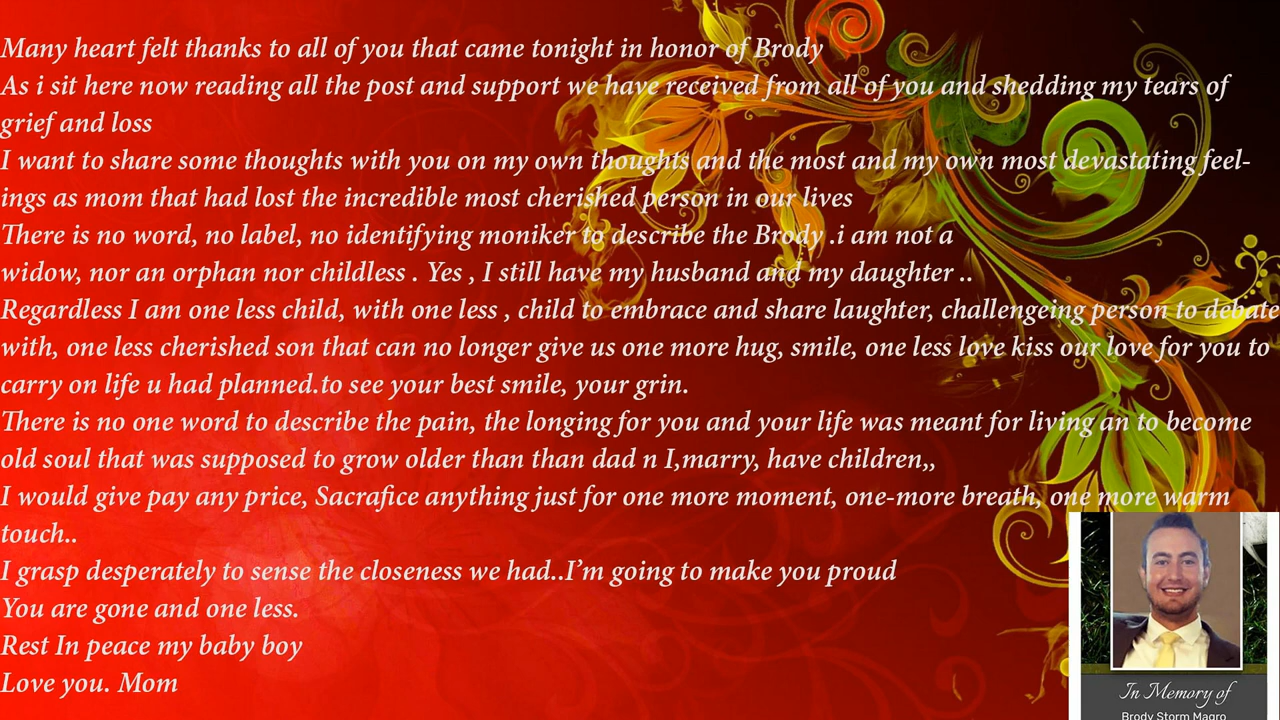 Many heart felt thanks to all of you that came tonight in honor of Brody
As i sit here now reading all the post and support we have received from all of you and shedding my tears of
grief and loss
I want to share some thoughts with you on my own thoughts and the most and my own most devastating feel-
ings as mom that had lost the incredible most cherished person in our lives
There is no word, no label, no identifying moniker to describe the Brody .i am not a
widow, nor an orphan nor childless . Yes , I still have my husband and my daughter ..
Regardless I am one less child, with one less , child to embrace and share laughter, challengeing person to debate
with, one less cherished son that can no longer give us one more hug, smile, one less love kiss our love for you to
carry on life u had planned.to see your best smile, your grin.
There is no one word to describe the pain, the longing for you and your life was meant for living an to become
old soul that was supposed to grow older than than dad n I,marry, have children,,
I would give pay any price, Sacrafice anything just for one more moment, one-more breath, one more warm
touch..
I grasp desperately to sense the closeness we had..I'm going to make you proud
You are gone and one less.
Rest In peace my baby boy
Love you. Mom
In Memory of
Brody Storm Magro